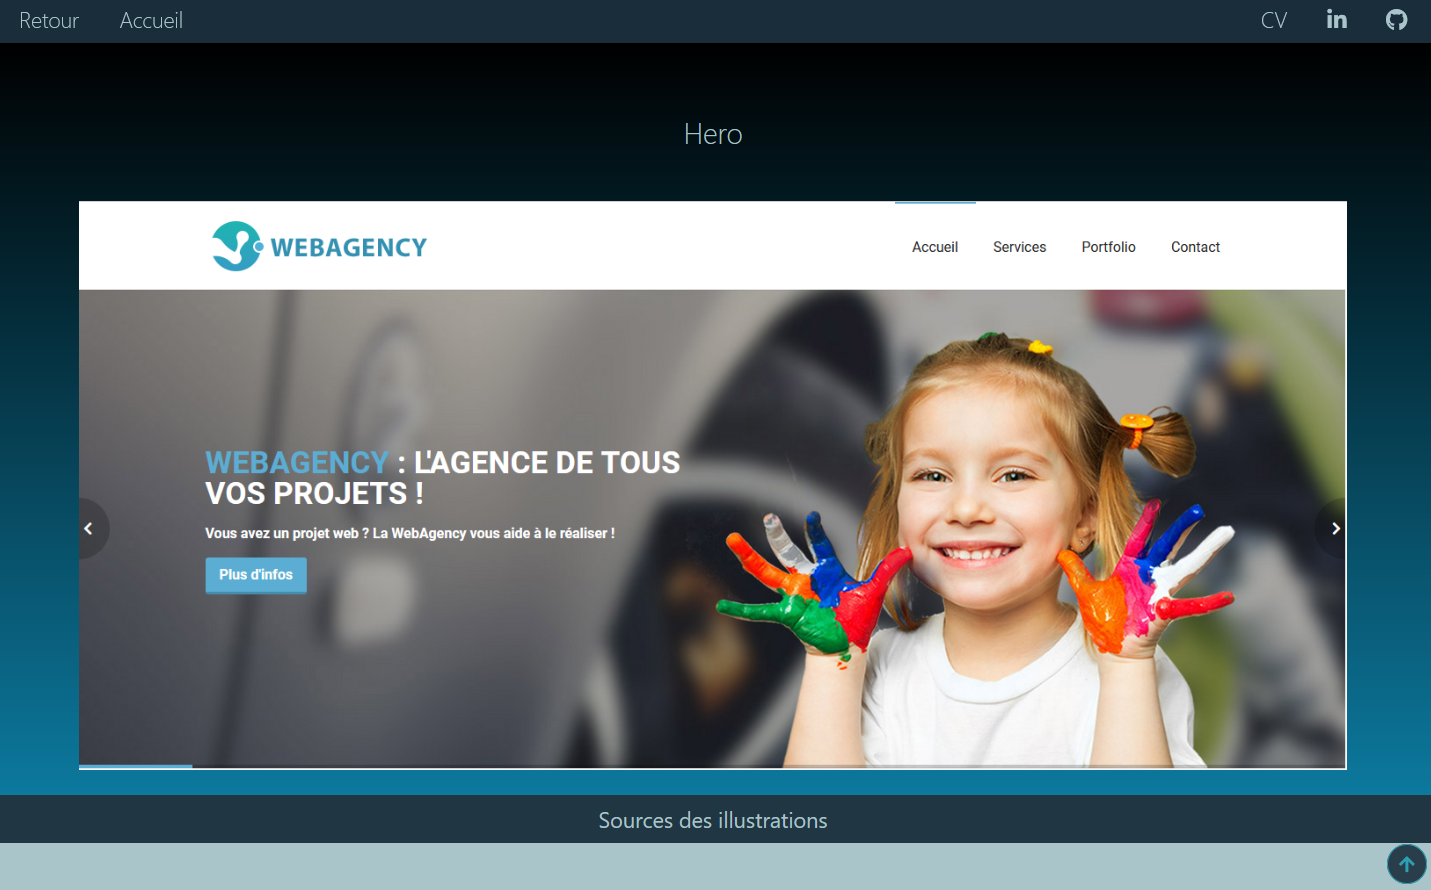 Retour Accueil CV
Hero
WEBAGENCY Accueil Services Portfolio Contact
WEBAGENCY : L'AGENCE DE TOUS
VOS PROJETS !
Vous avez un projet web ? La WebAgency vous aide à le réaliser !
Plus d'infos
Sources des illustrations